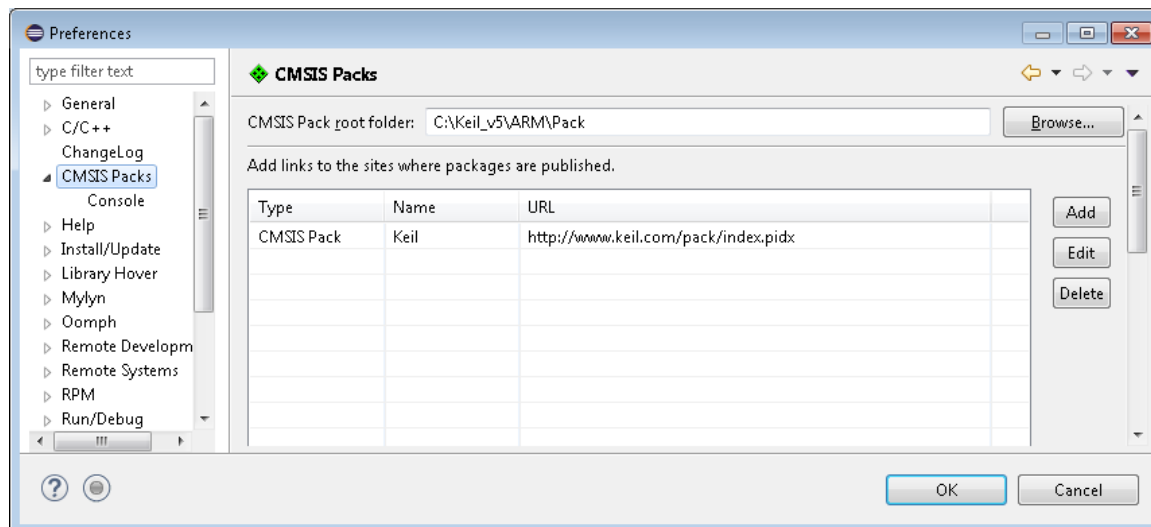 Preferences
type filter text
General
C/C++
ChangeLog
CMSIS Packs
Console
Help
Install/Update
Library Hover
Mylyn
Oomph
Remote Developm
Remote Systems
RPM
Run/Debug
CMSIS Packs
CMSIS Pack root folder: C:\Keil_v5\ARM\Pack Browse...
Add links to the sites where packages are published.
Type Name URL
CMSIS Pack Keil http://www.keil.com/pack/index.pidx
Add
Edit
Delete
OK Cancel